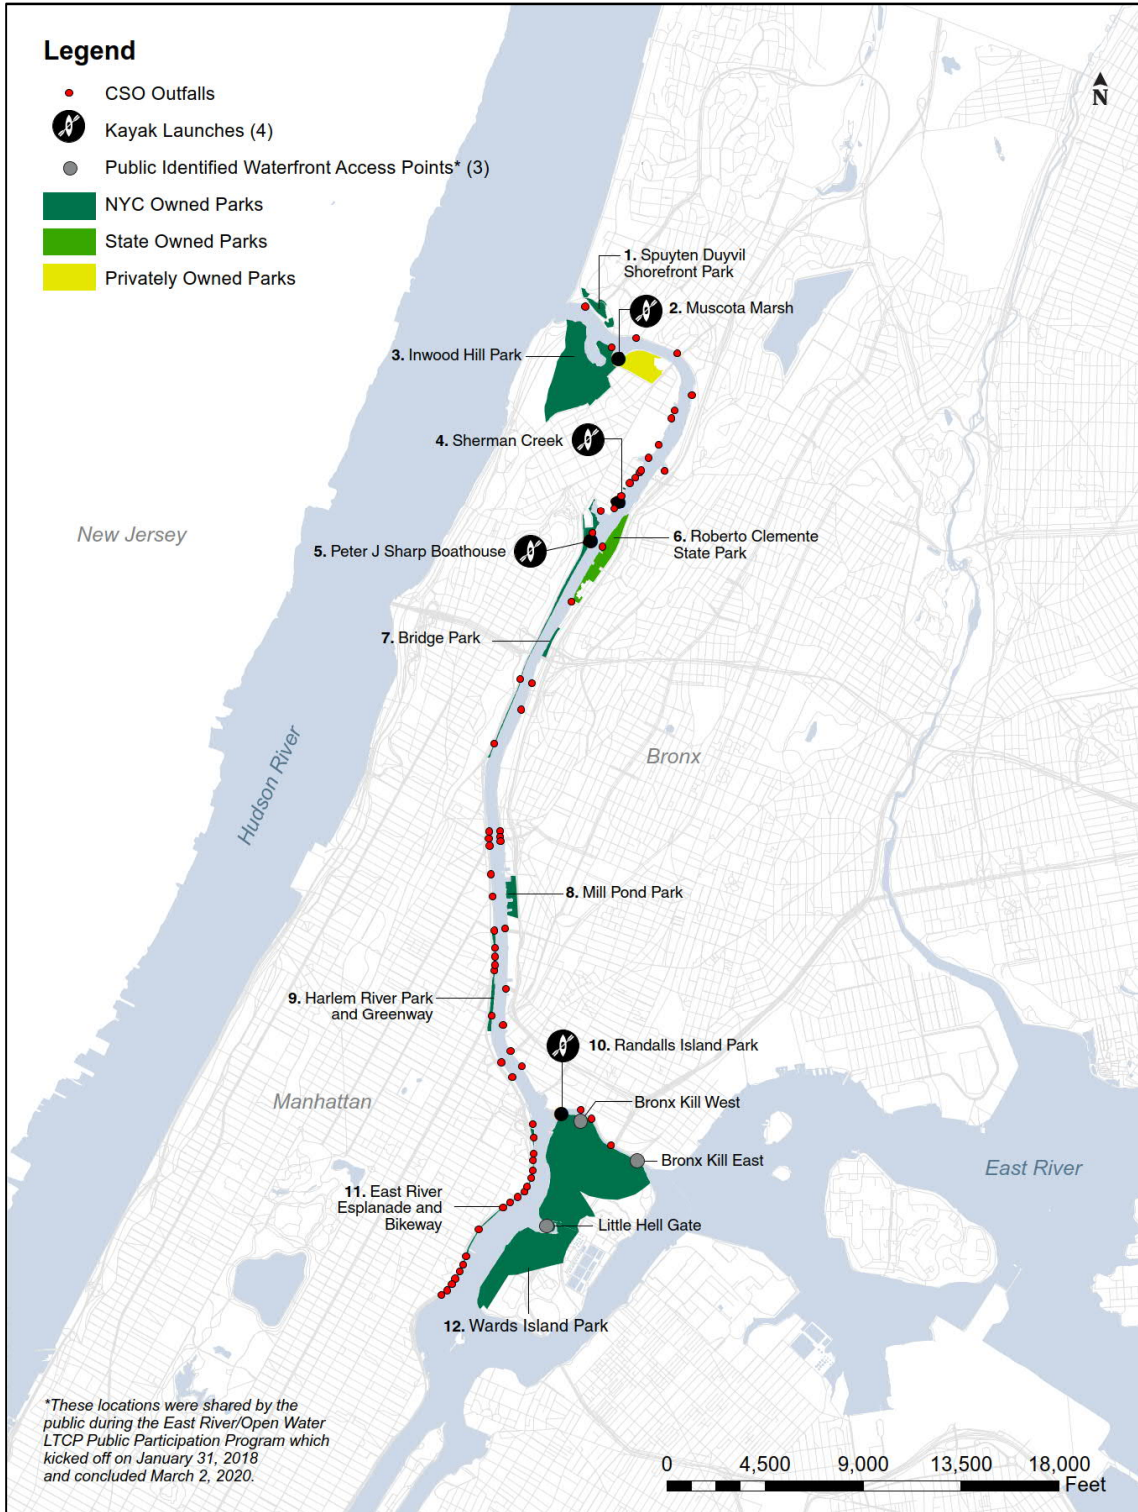 Legend
CSO Outfalls
Kayak Launches (4)
Public Identified Waterfront Access Points* (3)
NYC Owned Parks
State Owned Parks
Privately Owned Parks
N
1. Spuyten Duyvil
Shorefront Park
2. Muscota Marsh
3. Inwood Hill Park
4. Sherman Creek
New Jersey
5. Peter J Sharp Boathouse
6. Roberto Clemente
State Park
7. Bridge Park
Hudson River
Bronx
8. Mill Pond Park
9. Harlem River Park
and Greenway
10. Randalls Island Park
Manhattan
Bronx Kill West
Bronx Kill East
East River
11. East River
Esplanade and
Bikeway
Little Hell Gate
12. Wards Island Park
*These locations were shared by the
public during the East River/Open Water
LTCP Public Participation Program which
kicked off on January 31, 2018
and concluded March 2, 2020.
0 4,500 9,000 13,500 18,000
Feet